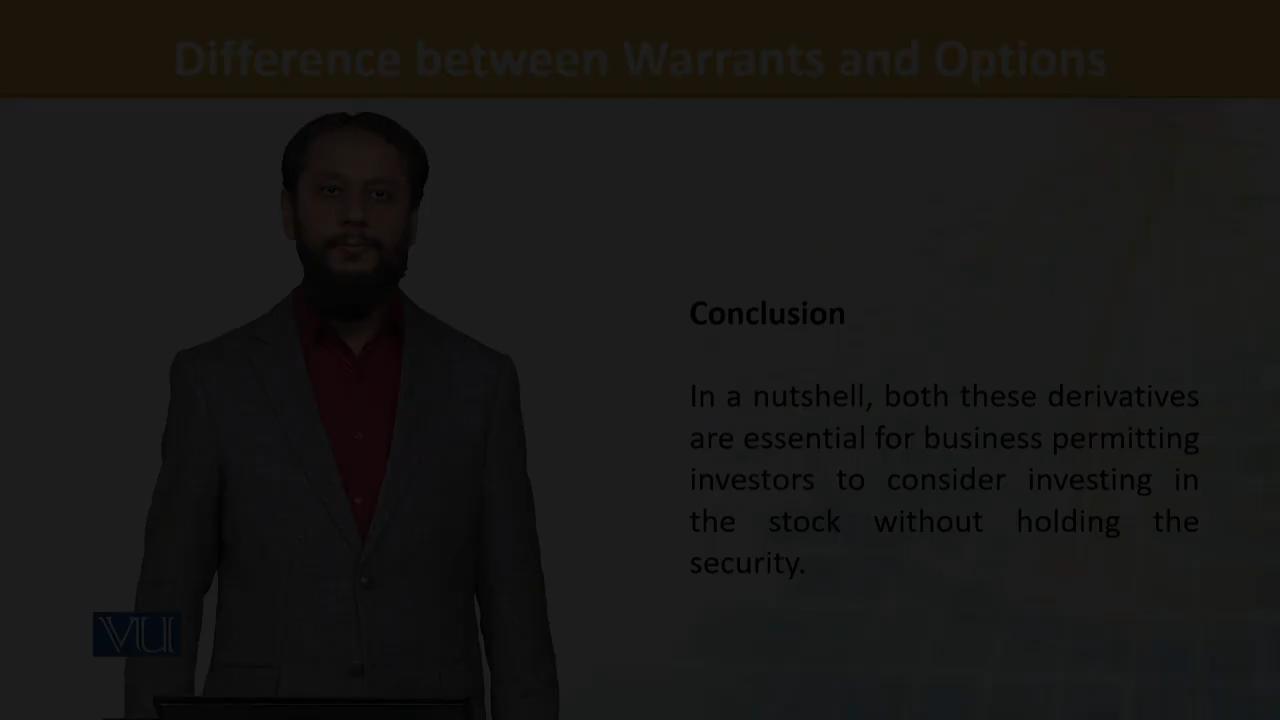 Difference between Warrants and Options
Conclusion
In a nutshell, both these derivatives
are essential for business permitting
investors to consider investing in
the stock without holding the
security.
VU